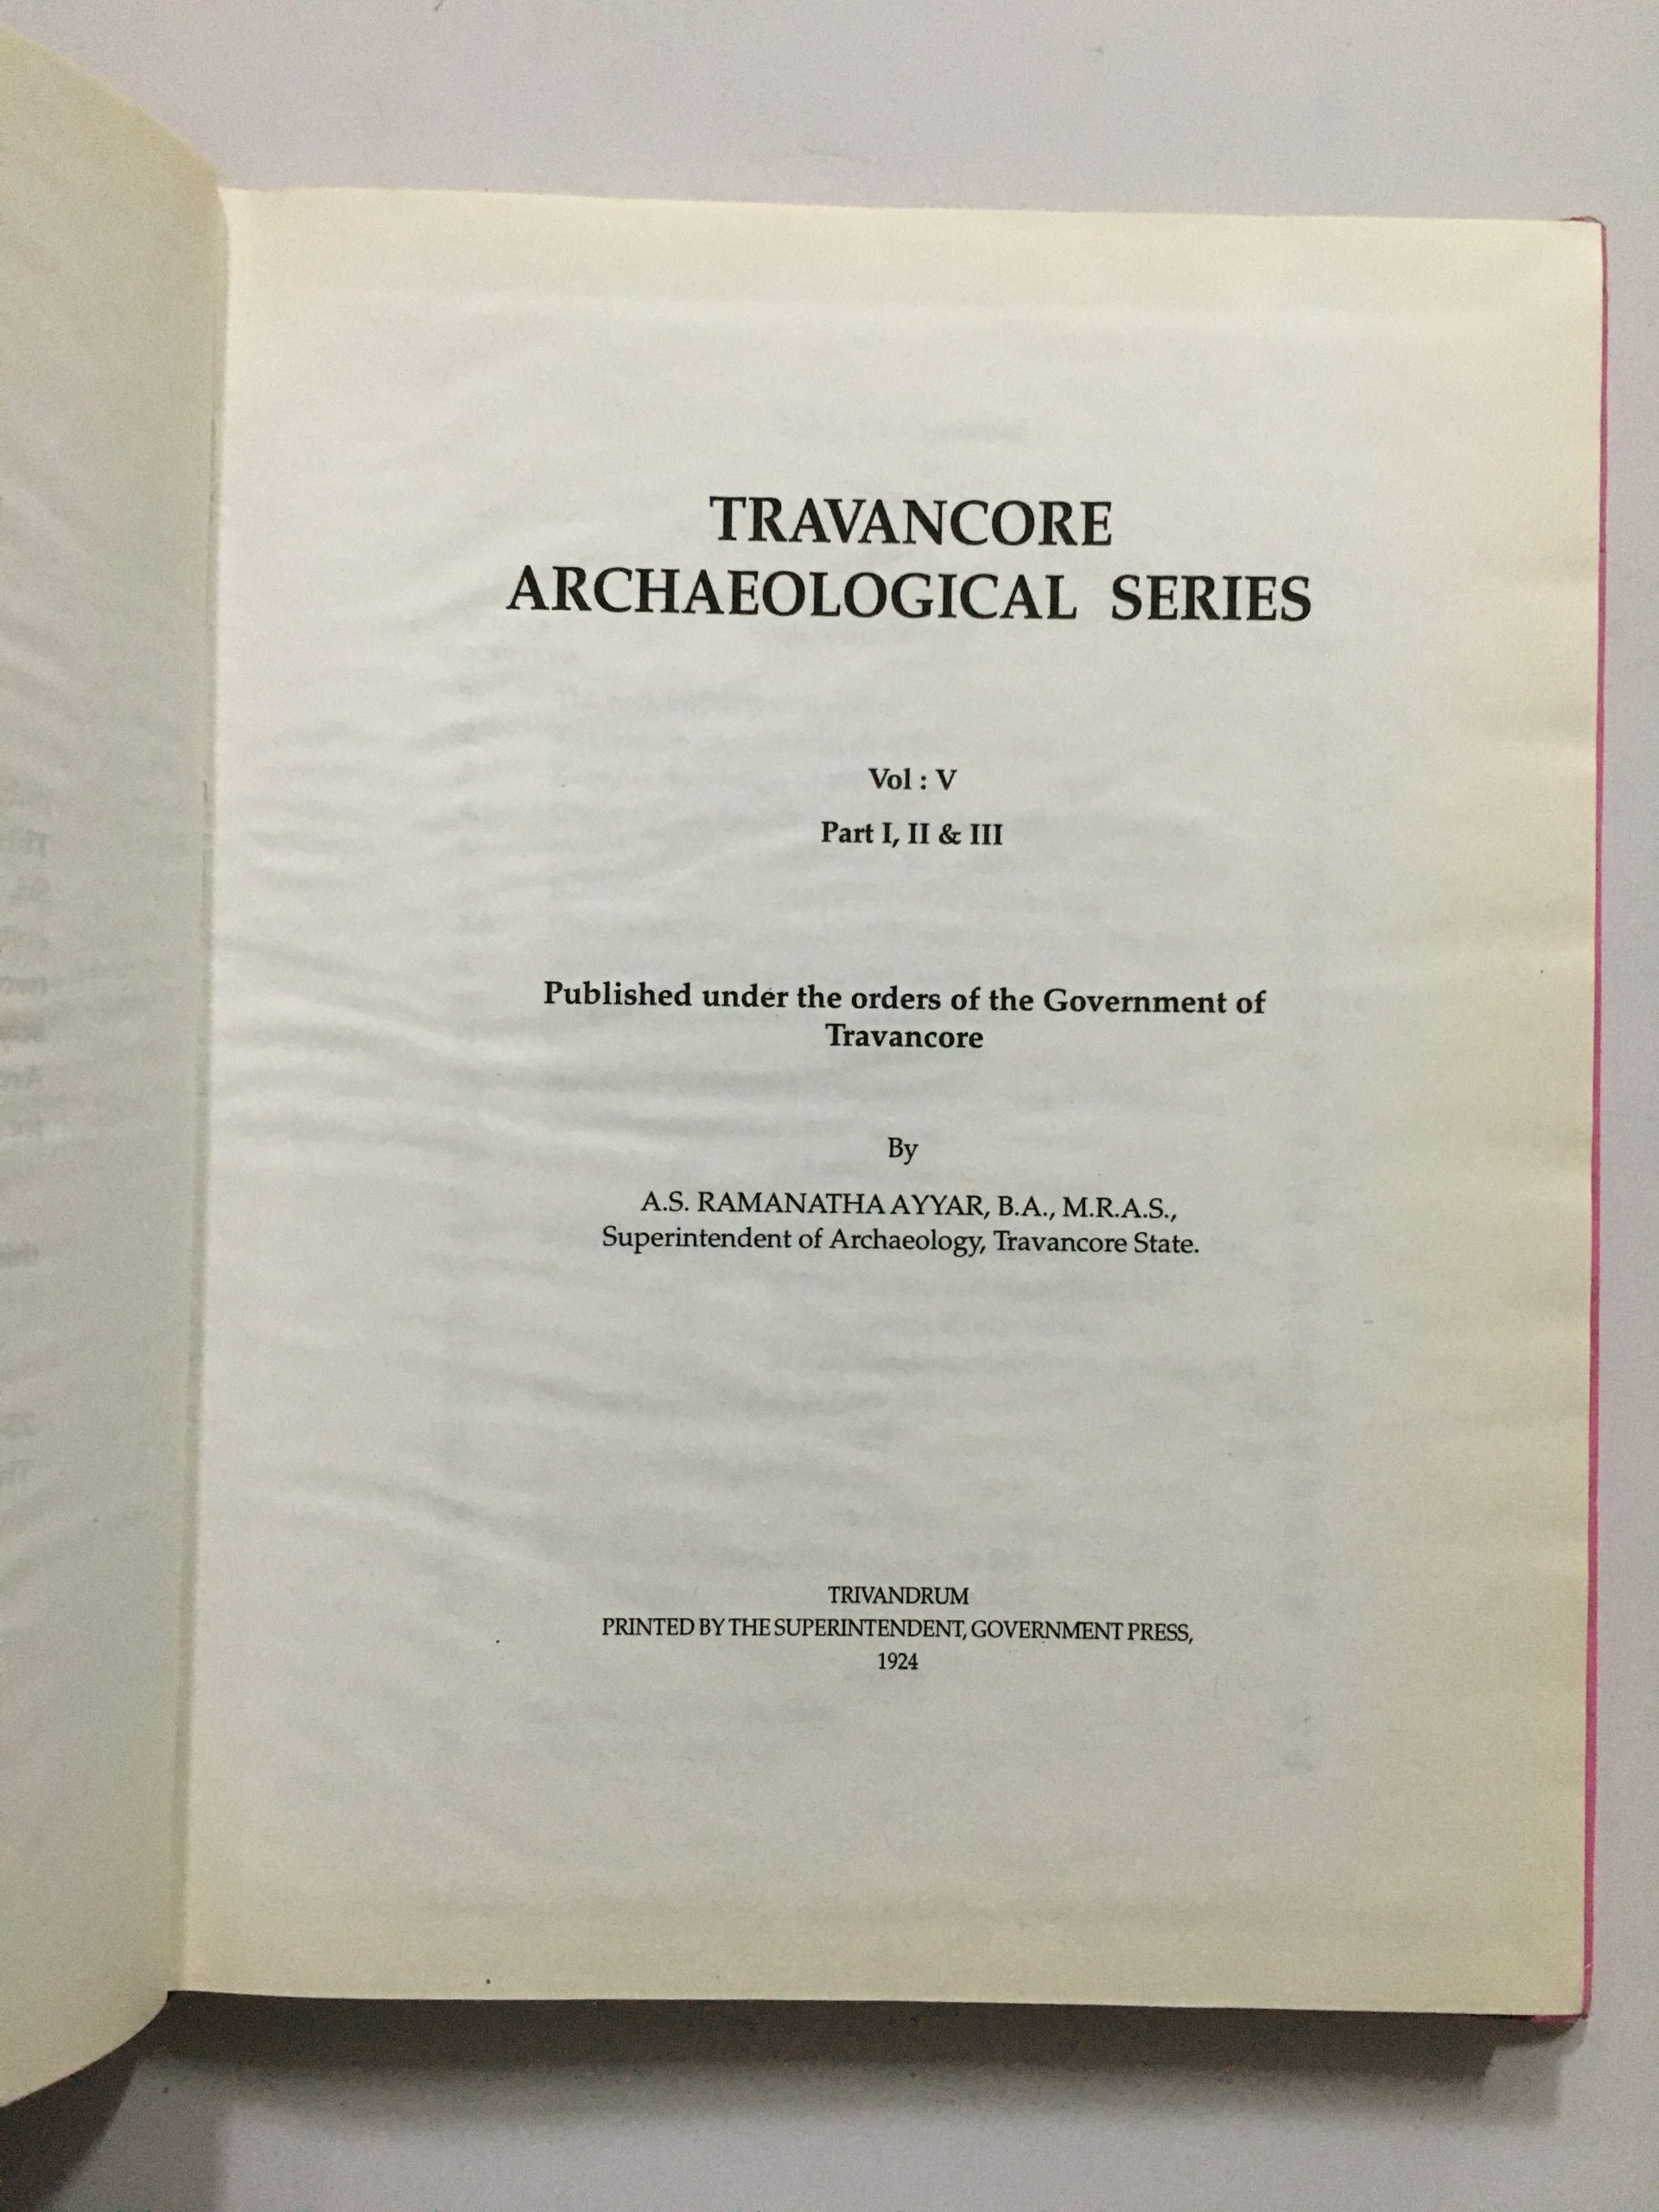 TRAVANCORE
ARCHAEOLOGICAL SERIES
Vol : V
Part I, II & III
Published under the orders of the Government of
Travancore
By
A.S. RAMANATHA AYYAR, B.A., M.R.A.S.,
Superintendent of Archaeology, Travancore State.
TRIVANDRUM
PRINTED BY THE SUPERINTENDENT, GOVERNMENT PRESS,
1924